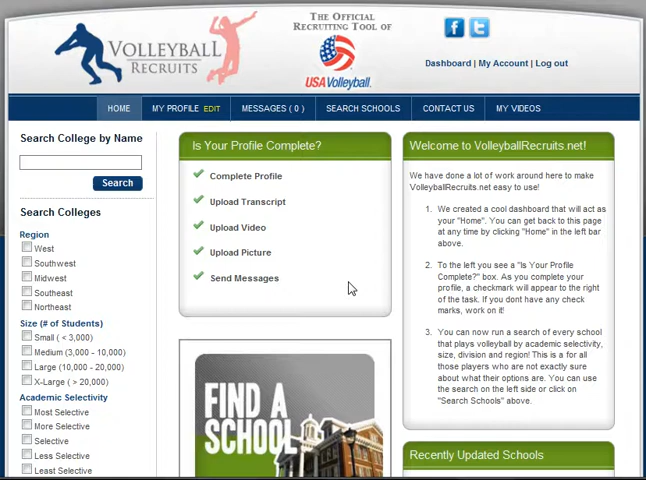 VOLLEYBALL
RECRUITS
THE OFFICIAL
RECRUITING TOOL OF
USAVolleyball.
f t
Dashboard | My Account | Log out
HOME MY PROFILE EDIT MESSAGES ( 0 ) SEARCH SCHOOLS CONTACT US MY VIDEOS
Search College by Name
Search
Search Colleges
Region
West
Southwest
Midwest
Southeast
Northeast
Size (# of Students)
Small ( < 3,000)
Medium (3,000 - 10,000)
Large (10,000 - 20,000)
X-Large ( > 20,000)
Academic Selectivity
Most Selective
More Selective
Selective
Less Selective
Least Selective
Is Your Profile Complete?
Complete Profile
Upload Transcript
Upload Video
Upload Picture
Send Messages
FIND A
SCHOOL
Welcome to VolleyballRecruits.net!
We have done a lot of work around here to make
VolleyballRecruits.net easy to use!
1. We created a cool dashboard that will act as
your "Home". You can get back to this page
at any time by clicking "Home" in the left bar
above.
2. To the left you see a "Is Your Profile
Complete?" box. As you complete your
profile, a checkmark will appear to the right
of the task. If you dont have any check
marks, work on it!
3. You can now run a search of every school
that plays volleyball by academic selectivity,
size, division and region! This is a for all
those players who are not exactly sure
about what their options are. You can use
the search on the left side or click on
"Search Schools" above.
Recently Updated Schools